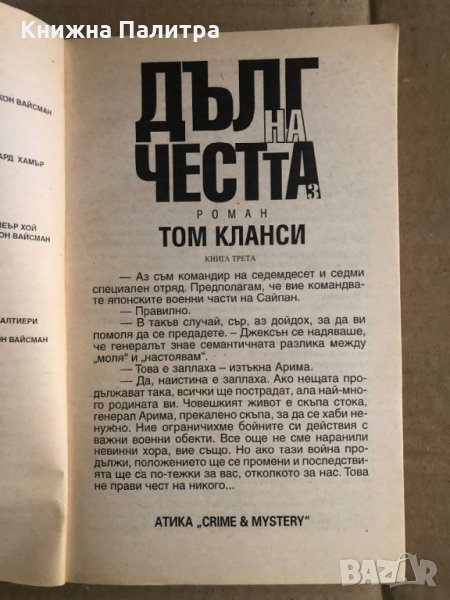 Книжна Палитра
ДЪЛГ
НА
ЧЕСТТА
3
РОМАН
ТОМ КЛАНСИ
КНИГА ТРЕТА
— Аз съм командир на седемдесет и седми
специален отряд. Предполагам, че вие командва-
те японските военни части на Сайпан.
— Правилно.
— В такъв случай, сър, аз дойдох, за да ви
помоля да се предадете. – Джексън се надяваше,
че генералът знае семантичната разлика между
„моля" и „настоявам".
— Това е заплаха – изтъкна Арима.
— Да, наистина е заплаха. Ако нещата про-
дължават така, всички ще пострадат, ала най-мно-
го родината ви. Човешкият живот е скъпа стока,
генерал Арима, прекалено скъпа, за да се хаби не-
нужно. Ние ограничихме бойните си действия с
важни военни обекти. Все още не сме наранили
невинни хора, вие също. Но ако тази война про-
дължи, положението ще се промени и последстви-
ята ще са по-тежки за вас, отколкото за нас. Това
не прави чест на никого...
АТИКА „CRIME & MYSTERY"
КОН ВАЙСМАН
АРД ХАМЪР
ІЕЪР ХОЙ
ОН ВАЙСМАН
АЛТИЕРИ
ОН ВАЙСМАН
BAZAR